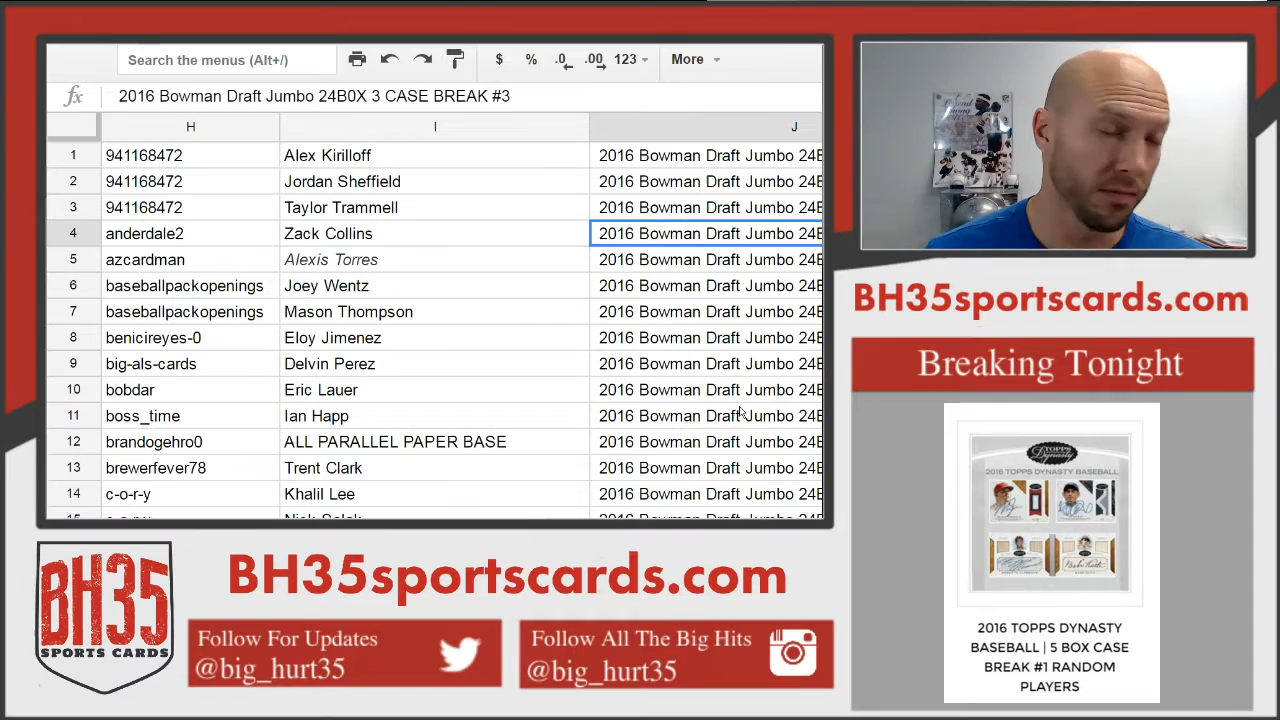 Search the menus (Alt+/)
$ % .0 .00 123 More
fx 2016 Bowman Draft Jumbo 24B0X 3 CASE BREAK #3
H I J
1 941168472 Alex Kirilloff 2016 Bowman Draft Jumbo 24B
2 941168472 Jordan Sheffield 2016 Bowman Draft Jumbo 24B
3 941168472 Taylor Trammell 2016 Bowman Draft Jumbo 24B
4 anderdale2 Zack Collins 2016 Bowman Draft Jumbo 24B
5 azcardman Alexis Torres 2016 Bowman Draft Jumbo 24B
6 baseballpackopenings Joey Wentz 2016 Bowman Draft Jumbo 24B
7 baseballpackopenings Mason Thompson 2016 Bowman Draft Jumbo 24B
8 benicireyes-0 Eloy Jimenez 2016 Bowman Draft Jumbo 24B
9 big-als-cards Delvin Perez 2016 Bowman Draft Jumbo 24B
10 bobdar Eric Lauer 2016 Bowman Draft Jumbo 24B
11 boss_time Ian Happ 2016 Bowman Draft Jumbo 24B
12 brandogehro0 ALL PARALLEL PAPER BASE 2016 Bowman Draft Jumbo 24B
13 brewerfever78 Trent Clark 2016 Bowman Draft Jumbo 24B
14 c-o-r-y Khalil Lee 2016 Bowman Draft Jumbo 24B
BH35sportscards.com
Breaking Tonight
TOPPS
Dynasty
2016 TOPPS DYNASTY BASEBALL
2016 TOPPS DYNASTY
BASEBALL | 5 BOX CASE
BREAK #1 RANDOM
PLAYERS
BH35
SPORTS CARDS
BH35sportscards.com
Follow For Updates
@big_hurt35
Follow All The Big Hits
@big_hurt35